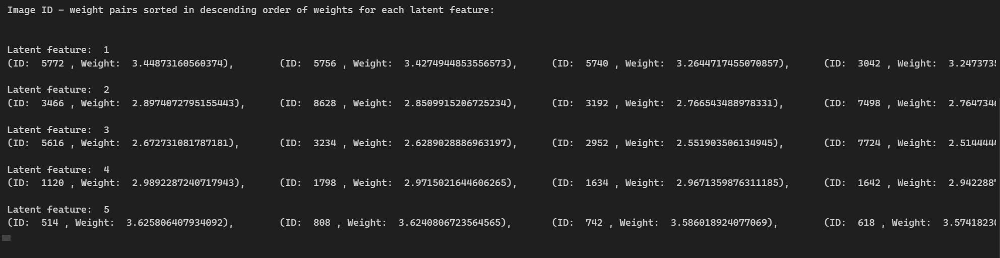 Image ID - weight pairs sorted in descending order of weights for each latent feature:
Latent feature:  1
(ID:  5772 , Weight:  3.44873160560374),        (ID:  5756 , Weight:  3.4274944853556573),      (ID:  5740 , Weight:  3.2644717455070857),      (ID:  3042 , Weight:  3.247373
Latent feature:  2
(ID:  3466 , Weight:  2.8974072795155443),      (ID:  8628 , Weight:  2.8509915206725234),      (ID:  3192 , Weight:  2.766543488978331),       (ID:  7498 , Weight:  2.764734
Latent feature:  3
(ID:  5616 , Weight:  2.672731081787181),       (ID:  3234 , Weight:  2.6289028886963197),      (ID:  2952 , Weight:  2.551903506134945),       (ID:  7724 , Weight:  2.514444
Latent feature:  4
(ID:  1120 , Weight:  2.9892287240717943),      (ID:  1798 , Weight:  2.9715021644606265),      (ID:  1634 , Weight:  2.9671359876311185),      (ID:  1642 , Weight:  2.942288
Latent feature:  5
(ID:  514 , Weight:  3.625806407934092),        (ID:  808 , Weight:  3.6240806723564565),       (ID:  742 , Weight:  3.586018924077069),        (ID:  618 , Weight:  3.5741823